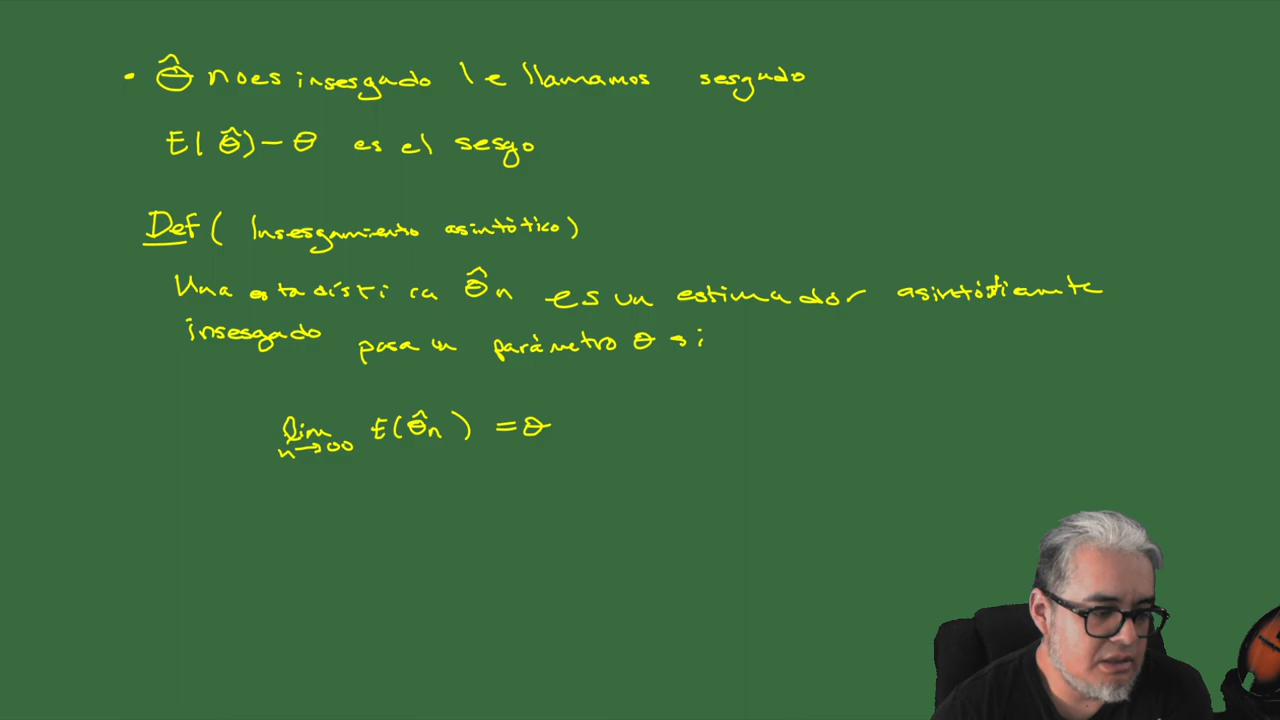 • θ̂ no es insesgado le llamamos sesgado
E(θ̂) - θ es el sesgo
Def (Insesgamiento asintótico)
Una estadística θ̂n es un estimador asintóticamente
insesgado para un parámetro θ si
lim n→∞ E(θ̂n) = θ